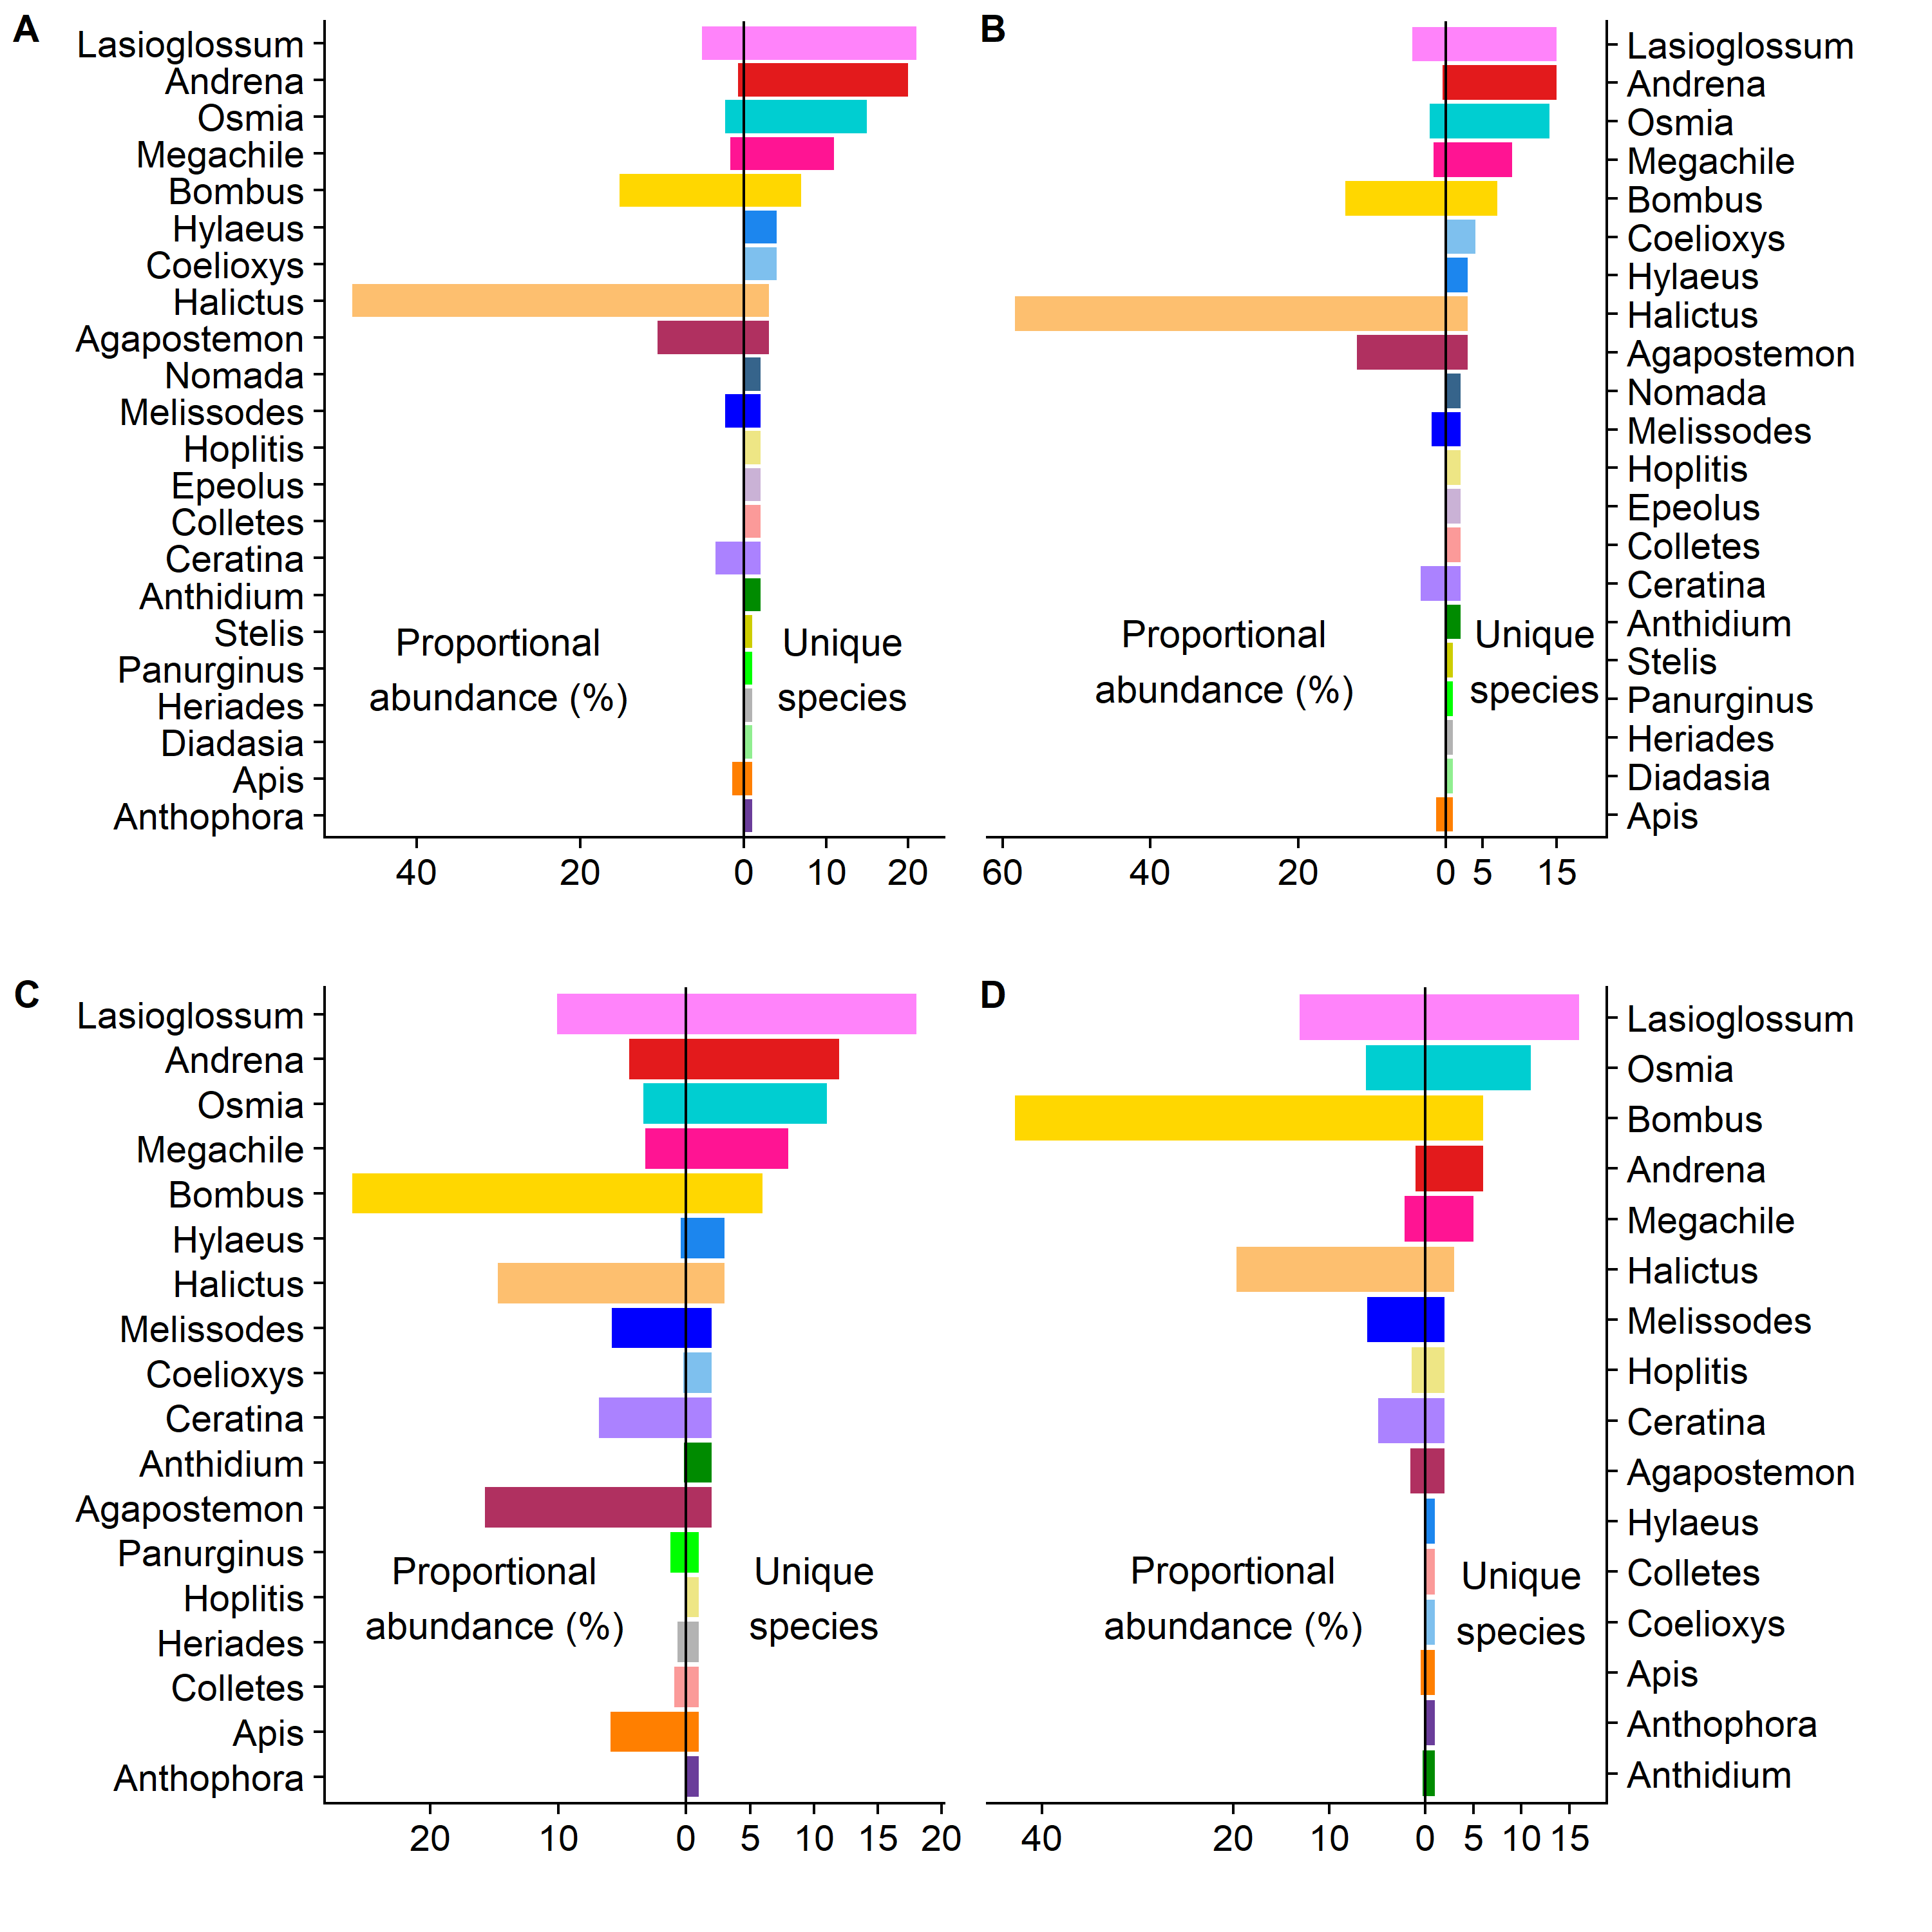 A
Lasioglossum
Andrena
Osmia
Megachile
Bombus
Hylaeus
Coelioxys
Halictus
Agapostemon
Nomada
Melissodes
Hoplitis
Epeolus
Colletes
Ceratina
Anthidium
Stelis
Panurginus
Heriades
Diadasia
Apis
Anthophora
Proportional
abundance (%)
Unique
species
40 20 0 10 20
B
Lasioglossum
Andrena
Osmia
Megachile
Bombus
Coelioxys
Hylaeus
Halictus
Agapostemon
Nomada
Melissodes
Hoplitis
Epeolus
Colletes
Ceratina
Anthidium
Stelis
Panurginus
Heriades
Diadasia
Apis
Proportional
abundance (%)
Unique
species
60 40 20 0 5 15
C
Lasioglossum
Andrena
Osmia
Megachile
Bombus
Hylaeus
Halictus
Melissodes
Coelioxys
Ceratina
Anthidium
Agapostemon
Panurginus
Hoplitis
Heriades
Colletes
Apis
Anthophora
Proportional
abundance (%)
Unique
species
20 10 0 5 10 15 20
D
Lasioglossum
Osmia
Bombus
Andrena
Megachile
Halictus
Melissodes
Hoplitis
Ceratina
Agapostemon
Hylaeus
Colletes
Coelioxys
Apis
Anthophora
Anthidium
Proportional
abundance (%)
Unique
species
40 20 10 0 5 10 15